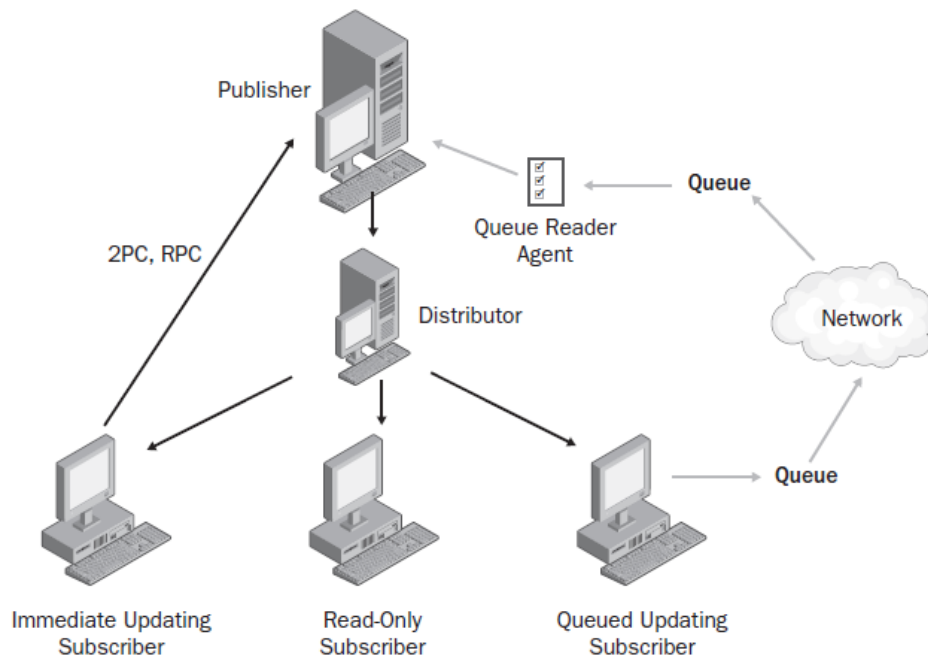 Publisher
Queue
Queue Reader
Agent
2PC, RPC
Distributor
Network
Queue
Immediate Updating
Subscriber
Read-Only
Subscriber
Queued Updating
Subscriber